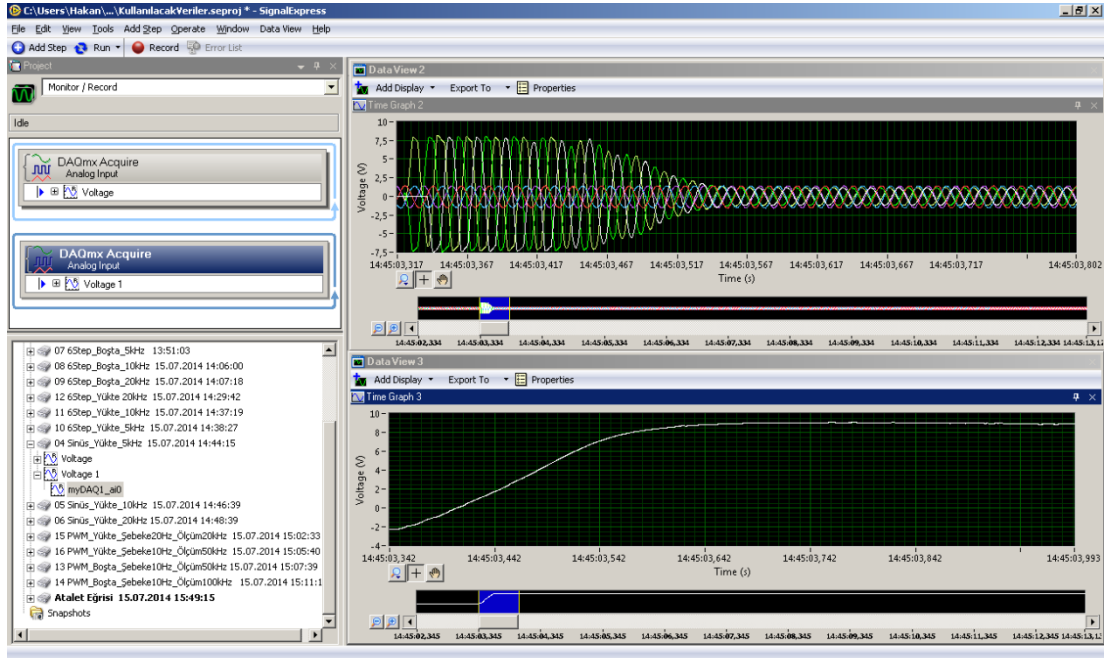 C:\Users\Hakan\...\KullanılacakVeriler.seproj * - SignalExpress
File Edit View Tools Add Step Operate Window Data View Help
Add Step Run Record Error List
Project
Monitor / Record
Idle
DAQmx Acquire
Analog Input
Voltage
DAQmx Acquire
Analog Input
Voltage 1
07 6Step_Boşta_5kHz 13:51:03
08 6Step_Boşta_10kHz 15.07.2014 14:06:00
09 6Step_Boşta_20kHz 15.07.2014 14:07:18
12 6Step_Yükte 20kHz 15.07.2014 14:29:42
11 6Step_Yükte_10kHz 15.07.2014 14:37:19
10 6Step_Yükte_5kHz 15.07.2014 14:38:27
04 Sinüs_Yükte_5kHz 15.07.2014 14:44:15
Voltage
Voltage 1
myDAQ1_ai0
05 Sinüs_Yükte_10kHz 15.07.2014 14:46:39
06 Sinüs_Yükte_20kHz 15.07.2014 14:48:39
15 PWM_Yükte_Şebeke20Hz_Ölçüm20kHz 15.07.2014 15:02:33
16 PWM_Yükte_Şebeke10Hz_Ölçüm50kHz 15.07.2014 15:05:40
13 PWM_Boşta_Şebeke10Hz_Ölçüm50kHz 15.07.2014 15:07:39
14 PWM_Boşta_Şebeke10Hz_Ölçüm100kHz 15.07.2014 15:11:1
Atalet Eğrisi 15.07.2014 15:49:15
Snapshots
Data View 2
Add Display Export To Properties
Time Graph 2
10
7,5
5
2,5
0
-2,5
-5
-7,5
Voltage (V)
14:45:03,317 14:45:03,367 14:45:03,417 14:45:03,467 14:45:03,517 14:45:03,567 14:45:03,617 14:45:03,667 14:45:03,717 14:45:03,802
Time (s)
14:45:02,334 14:45:03,334 14:45:04,334 14:45:05,334 14:45:06,334 14:45:07,334 14:45:08,334 14:45:09,334 14:45:10,334 14:45:11,334 14:45:12,334 14:45:13,12
Data View 3
Add Display Export To Properties
Time Graph 3
10
8
6
4
2
0
-2
-4
Voltage (V)
14:45:03,342 14:45:03,442 14:45:03,542 14:45:03,642 14:45:03,742 14:45:03,842 14:45:03,993
Time (s)
14:45:02,345 14:45:03,345 14:45:04,345 14:45:05,345 14:45:06,345 14:45:07,345 14:45:08,345 14:45:09,345 14:45:10,345 14:45:11,345 14:45:12,345 14:45:13,12